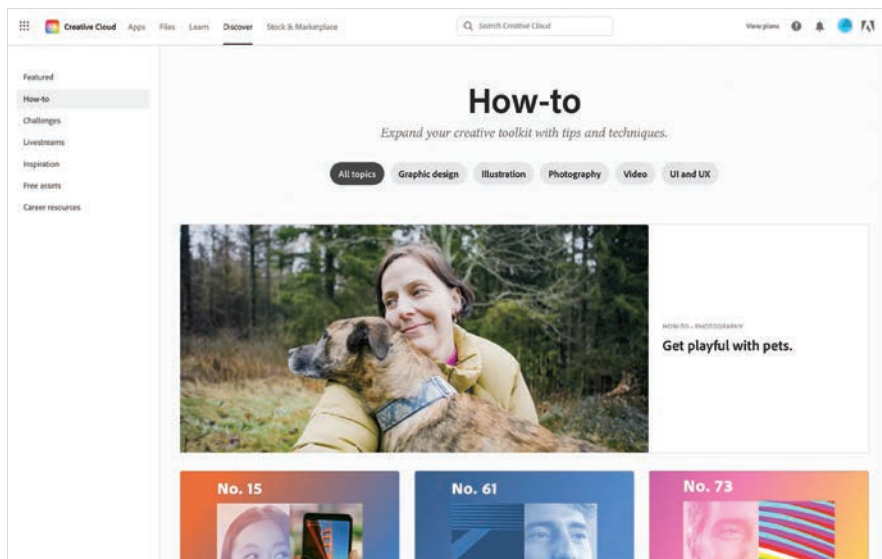 Creative Cloud Apps Files Learn Discover Stock & Marketplace Search Creative Cloud View plans
Featured
How-to
Challenges
Livestreams
Inspiration
Free assets
Career resources
How-to
Expand your creative toolkit with tips and techniques.
All topics Graphic design Illustration Photography Video UI and UX
HOW-TO • PHOTOGRAPHY
Get playful with pets.
No. 15 No. 61 No. 73